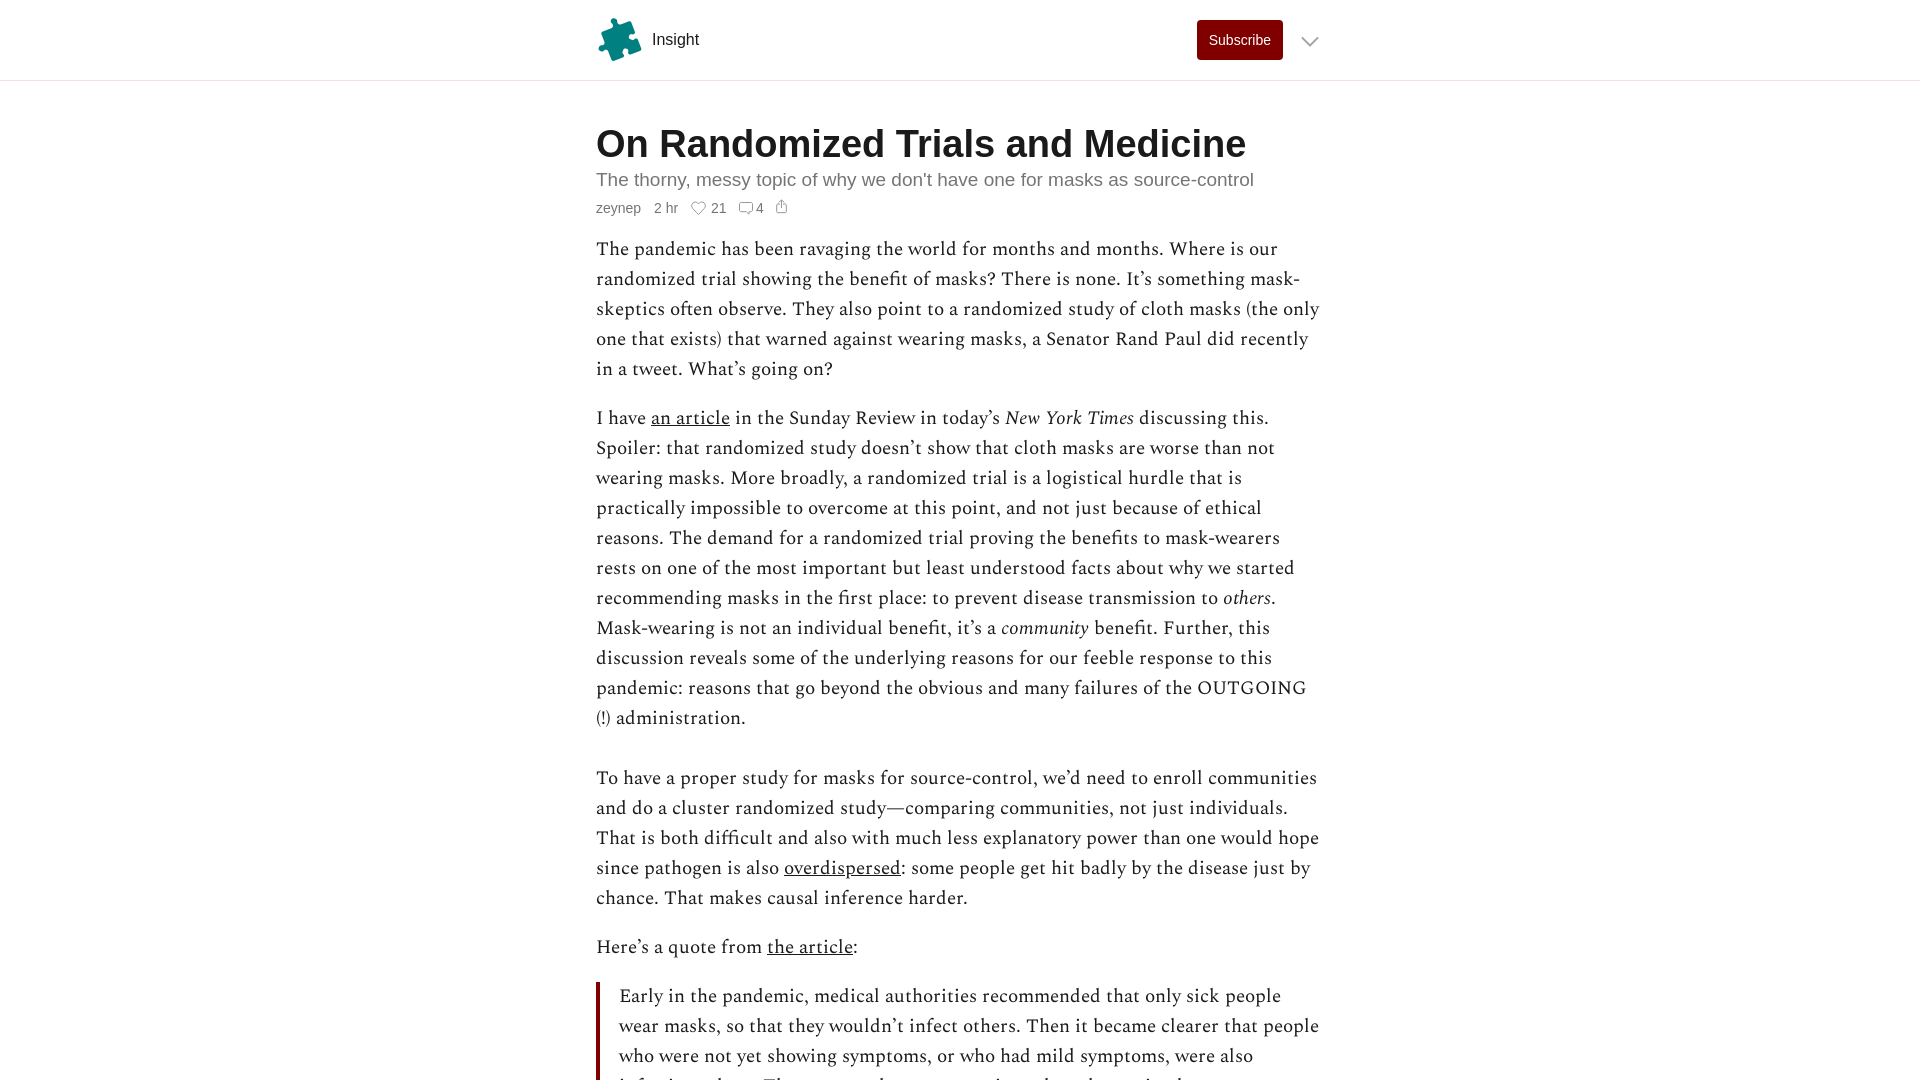 Insight
Subscribe
On Randomized Trials and Medicine
The thorny, messy topic of why we don't have one for masks as source-control
zeynep 2 hr 21 4
The pandemic has been ravaging the world for months and months. Where is our
randomized trial showing the benefit of masks? There is none. It’s something mask-
skeptics often observe. They also point to a randomized study of cloth masks (the only
one that exists) that warned against wearing masks, a Senator Rand Paul did recently
in a tweet. What’s going on?
I have an article in the Sunday Review in today’s New York Times discussing this.
Spoiler: that randomized study doesn’t show that cloth masks are worse than not
wearing masks. More broadly, a randomized trial is a logistical hurdle that is
practically impossible to overcome at this point, and not just because of ethical
reasons. The demand for a randomized trial proving the benefits to mask-wearers
rests on one of the most important but least understood facts about why we started
recommending masks in the first place: to prevent disease transmission to others.
Mask-wearing is not an individual benefit, it’s a community benefit. Further, this
discussion reveals some of the underlying reasons for our feeble response to this
pandemic: reasons that go beyond the obvious and many failures of the OUTGOING
(!) administration.
To have a proper study for masks for source-control, we’d need to enroll communities
and do a cluster randomized study—comparing communities, not just individuals.
That is both difficult and also with much less explanatory power than one would hope
since pathogen is also overdispersed: some people get hit badly by the disease just by
chance. That makes causal inference harder.
Here’s a quote from the article:
Early in the pandemic, medical authorities recommended that only sick people
wear masks, so that they wouldn’t infect others. Then it became clearer that people
who were not yet showing symptoms, or who had mild symptoms, were also